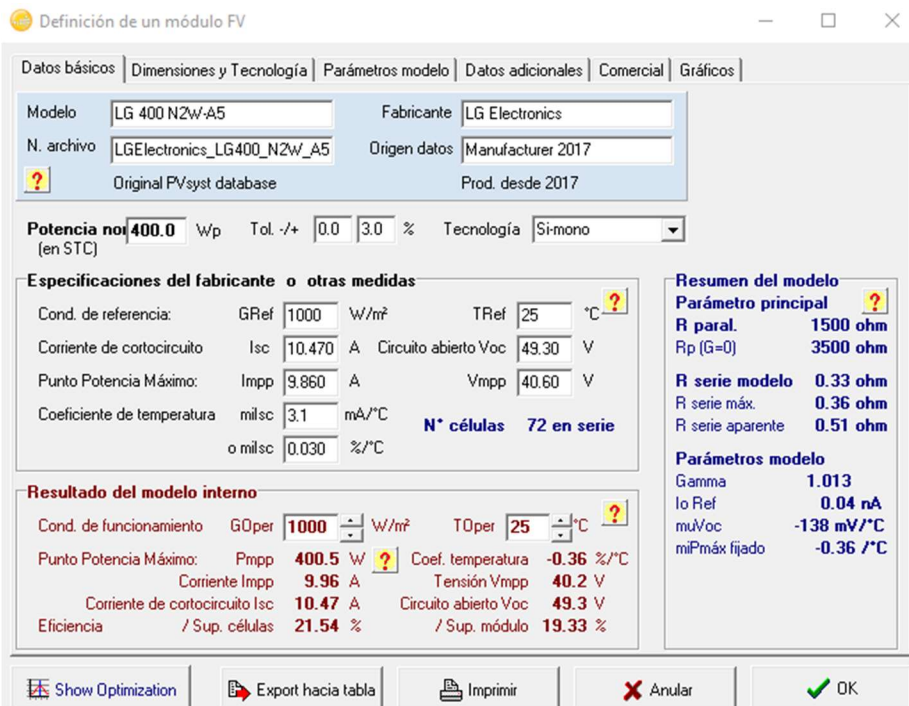 Definición de un módulo FV
Datos básicos Dimensiones y Tecnología Parámetros modelo Datos adicionales Comercial Gráficos
Modelo LG 400 N2W-A5 Fabricante LG Electronics
N. archivo LGElectronics_LG400_N2W_A5 Origen datos Manufacturer 2017
? Original PVsyst database Prod. desde 2017
Potencia nor 400.0 Wp Tol. -/+ 0.0 3.0 % Tecnología Si-mono
(en STC)
Especificaciones del fabricante o otras medidas
Cond. de referencia: GRef 1000 W/m² TRef 25 °C ?
Corriente de cortocircuito Isc 10.470 A Circuito abierto Voc 49.30 V
Punto Potencia Máximo: Impp 9.860 A Vmpp 40.60 V
Coeficiente de temperatura miIsc 3.1 mA/°C
N° células 72 en serie
o miIsc 0.030 %/°C
Resultado del modelo interno
Cond. de funcionamiento GOper 1000 W/m² TOper 25 °C ?
Punto Potencia Máximo: Pmpp 400.5 W ? Coef. temperatura -0.36 %/°C
Corriente Impp 9.96 A Tensión Vmpp 40.2 V
Corriente de cortocircuito Isc 10.47 A Circuito abierto Voc 49.3 V
Eficiencia / Sup. células 21.54 % / Sup. módulo 19.33 %
Resumen del modelo
Parámetro principal ?
R paral. 1500 ohm
Rp (G=0) 3500 ohm
R serie modelo 0.33 ohm
R serie máx. 0.36 ohm
R serie aparente 0.51 ohm
Parámetros modelo
Gamma 1.013
Io Ref 0.04 nA
muVoc -138 mV/°C
miPmáx fijado -0.36 /°C
Show Optimization Export hacia tabla Imprimir Anular OK